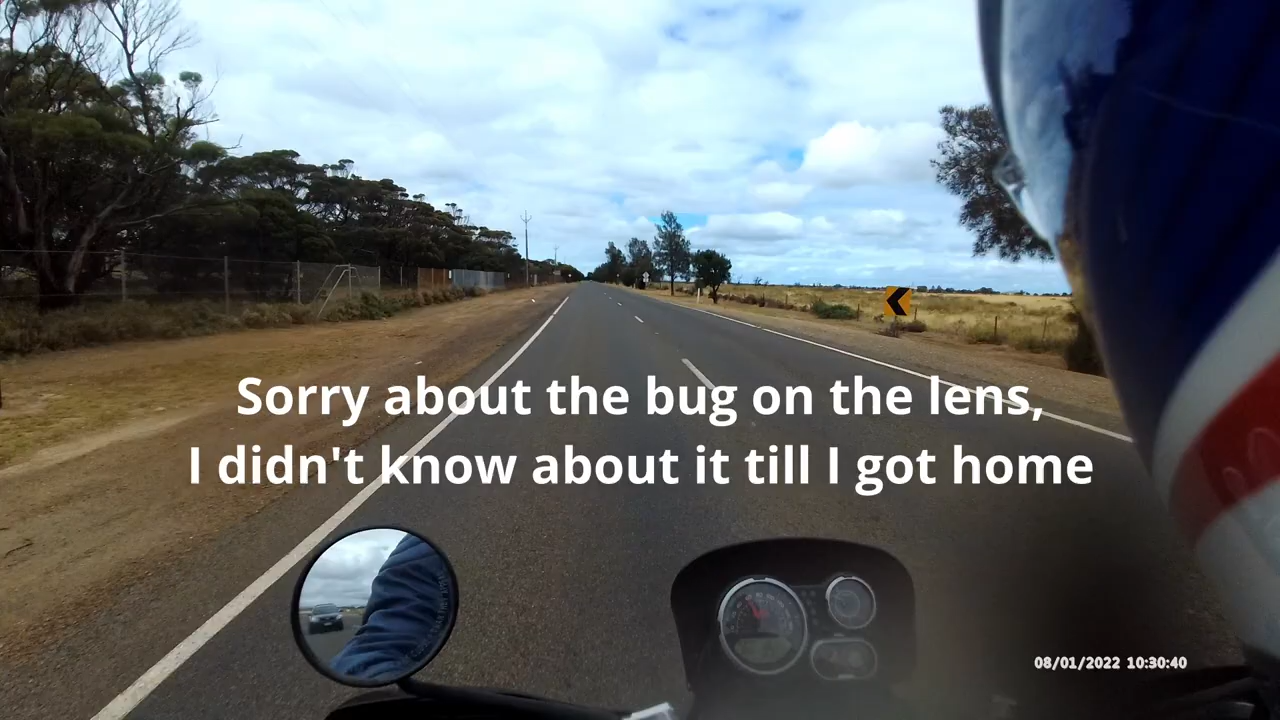 Sorry about the bug on the lens,
I didn't know about it till I got home
08/01/2022 10:30:40